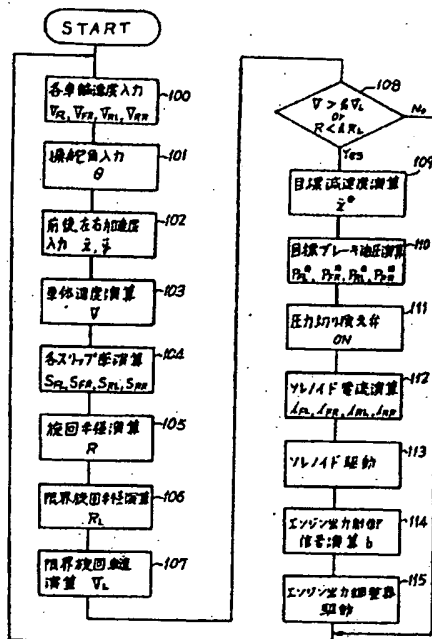 START
100
各車輪速度入力
V_FL, V_FR, V_RL, V_RR
101
操舵角入力
θ
102
前後左右加速度
入力 ẍ, ÿ
103
車体速度演算
V
104
各スリップ率演算
S_FL, S_FR, S_RL, S_RR
105
旋回半径演算
R
106
限界旋回半径演算
R_L
107
限界旋回車速
演算 V_L
108
or
No
Yes
109
目標減速度演算
110
目標ブレーキ液圧演算
P_FL*, P_FR*, P_RL*, P_RR*
111
圧力切り換え弁
ON
112
ソレノイド電流演算
i_FL, i_FR, i_RL, i_RR
113
ソレノイド駆動
114
エンジン出力制御
信号演算 b
115
エンジン出力調整器
駆動